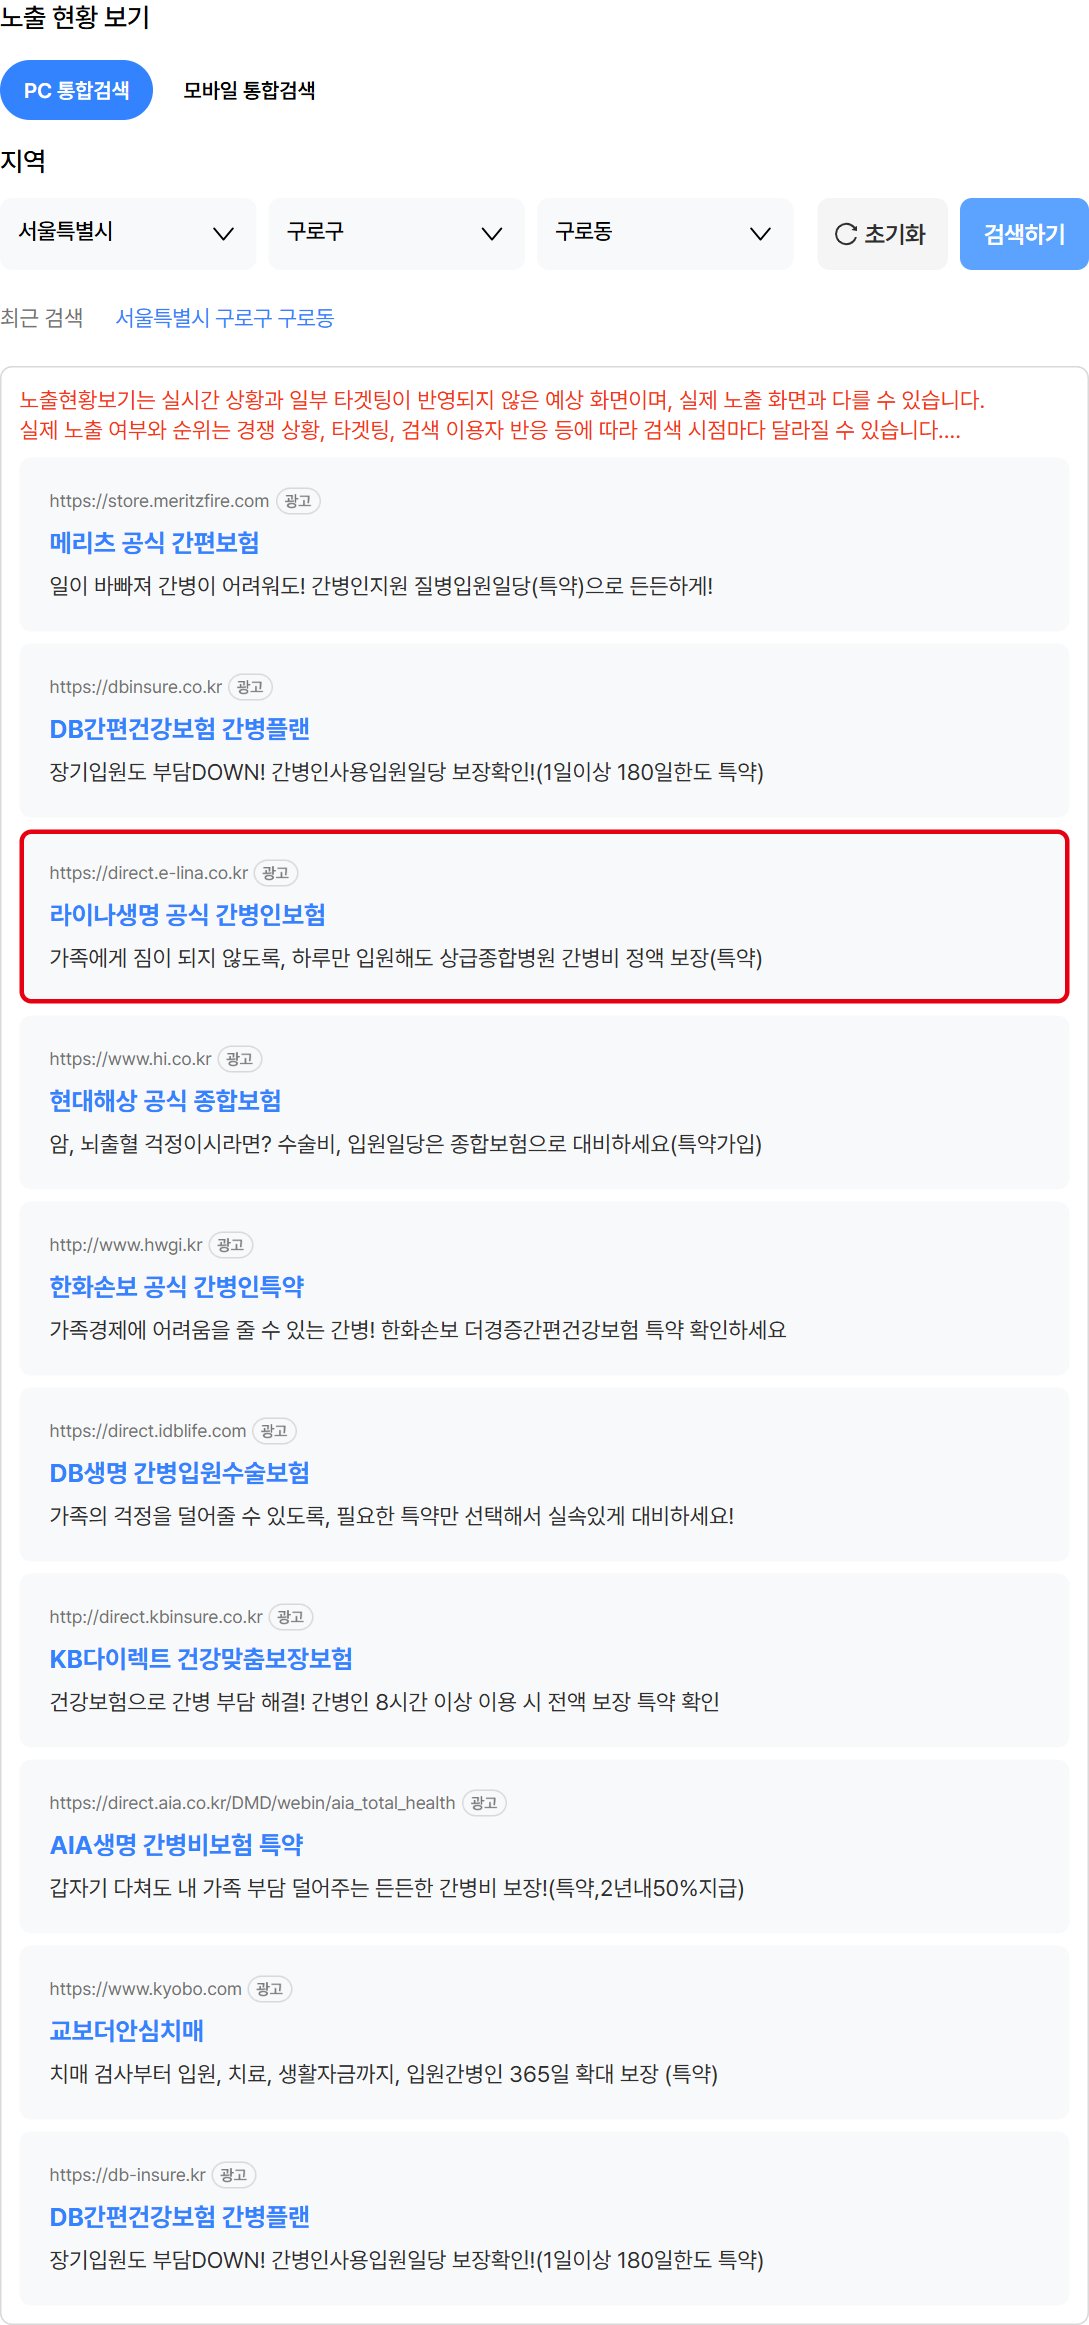 노출 현황 보기
PC 통합검색
모바일 통합검색
지역
서울특별시
구로구
구로동
초기화
검색하기
최근 검색
서울특별시 구로구 구로동
노출현황보기는 실시간 상황과 일부 타겟팅이 반영되지 않은 예상 화면이며, 실제 노출 화면과 다를 수 있습니다.
실제 노출 여부와 순위는 경쟁 상황, 타겟팅, 검색 이용자 반응 등에 따라 검색 시점마다 달라질 수 있습니다....
https://store.meritzfire.com 광고
메리츠 공식 간편보험
일이 바빠져 간병이 어려워도! 간병인지원 질병입원일당(특약)으로 든든하게!
https://dbinsure.co.kr 광고
DB간편건강보험 간병플랜
장기입원도 부담DOWN! 간병인사용입원일당 보장확인!(1일이상 180일한도 특약)
https://direct.e-lina.co.kr 광고
라이나생명 공식 간병인보험
가족에게 짐이 되지 않도록, 하루만 입원해도 상급종합병원 간병비 정액 보장(특약)
https://www.hi.co.kr 광고
현대해상 공식 종합보험
암, 뇌출혈 걱정이시라면? 수술비, 입원일당은 종합보험으로 대비하세요(특약가입)
http://www.hwgi.kr 광고
한화손보 공식 간병인특약
가족경제에 어려움을 줄 수 있는 간병! 한화손보 더경증간편건강보험 특약 확인하세요
https://direct.idblife.com 광고
DB생명 간병입원수술보험
가족의 걱정을 덜어줄 수 있도록, 필요한 특약만 선택해서 실속있게 대비하세요!
http://direct.kbinsure.co.kr 광고
KB다이렉트 건강맞춤보장보험
건강보험으로 간병 부담 해결! 간병인 8시간 이상 이용 시 전액 보장 특약 확인
https://direct.aia.co.kr/DMD/webin/aia_total_health 광고
AIA생명 간병비보험 특약
갑자기 다쳐도 내 가족 부담 덜어주는 든든한 간병비 보장!(특약,2년내50%지급)
https://www.kyobo.com 광고
교보더안심치매
치매 검사부터 입원, 치료, 생활자금까지, 입원간병인 365일 확대 보장 (특약)
https://db-insure.kr 광고
DB간편건강보험 간병플랜
장기입원도 부담DOWN! 간병인사용입원일당 보장확인!(1일이상 180일한도 특약)